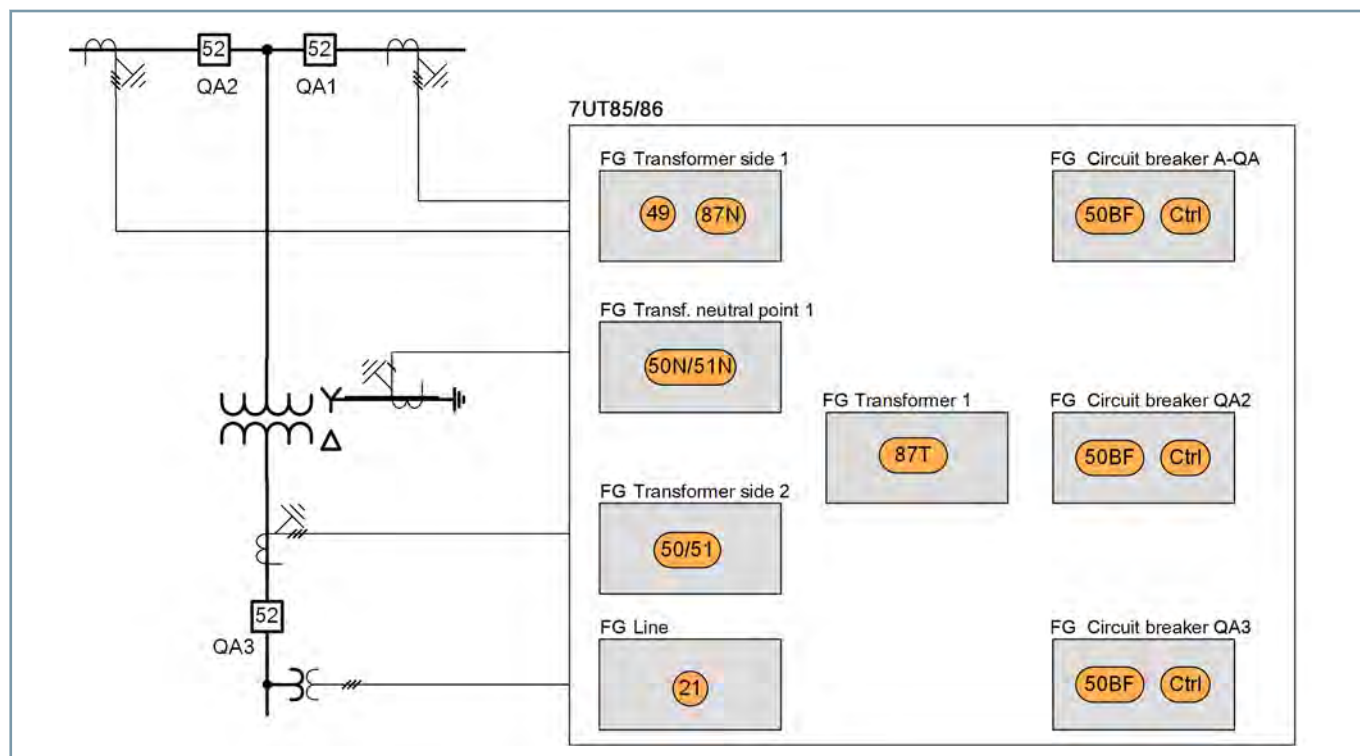 52
52
QA2
QA1
7UT85/86
FG Transformer side 1
FG Circuit breaker A-QA
49
87N
50BF
Ctrl
FG Transf. neutral point 1
50N/51N
Y
Δ
FG Transformer 1
FG Circuit breaker QA2
87T
50BF
Ctrl
FG Transformer side 2
50/51
52
QA3
FG Line
FG Circuit breaker QA3
21
50BF
Ctrl